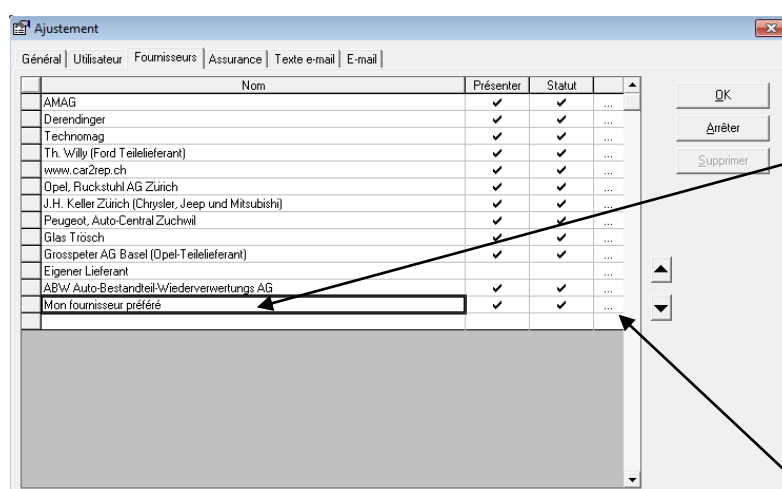 Ajustement
Général Utilisateur Fournisseurs Assurance Texte e-mail E-mail
Nom Présenter Statut
AMAG ...
Derendinger ...
Technomag ...
Th. Willy (Ford Teilelieferant) ...
www.car2rep.ch ...
Opel, Ruckstuhl AG Zürich ...
J.H. Keller Zürich (Chrysler, Jeep und Mitsubishi) ...
Peugeot, Auto-Central Zuchwil ...
Glas Trösch ...
Grosspeter AG Basel (Opel-Teilelieferant) ...
Eigener Lieferant ...
ABW Auto-Bestandteil-Wiederverwertungs AG ...
Mon fournisseur préféré ...
OK
Arrêter
Supprimer